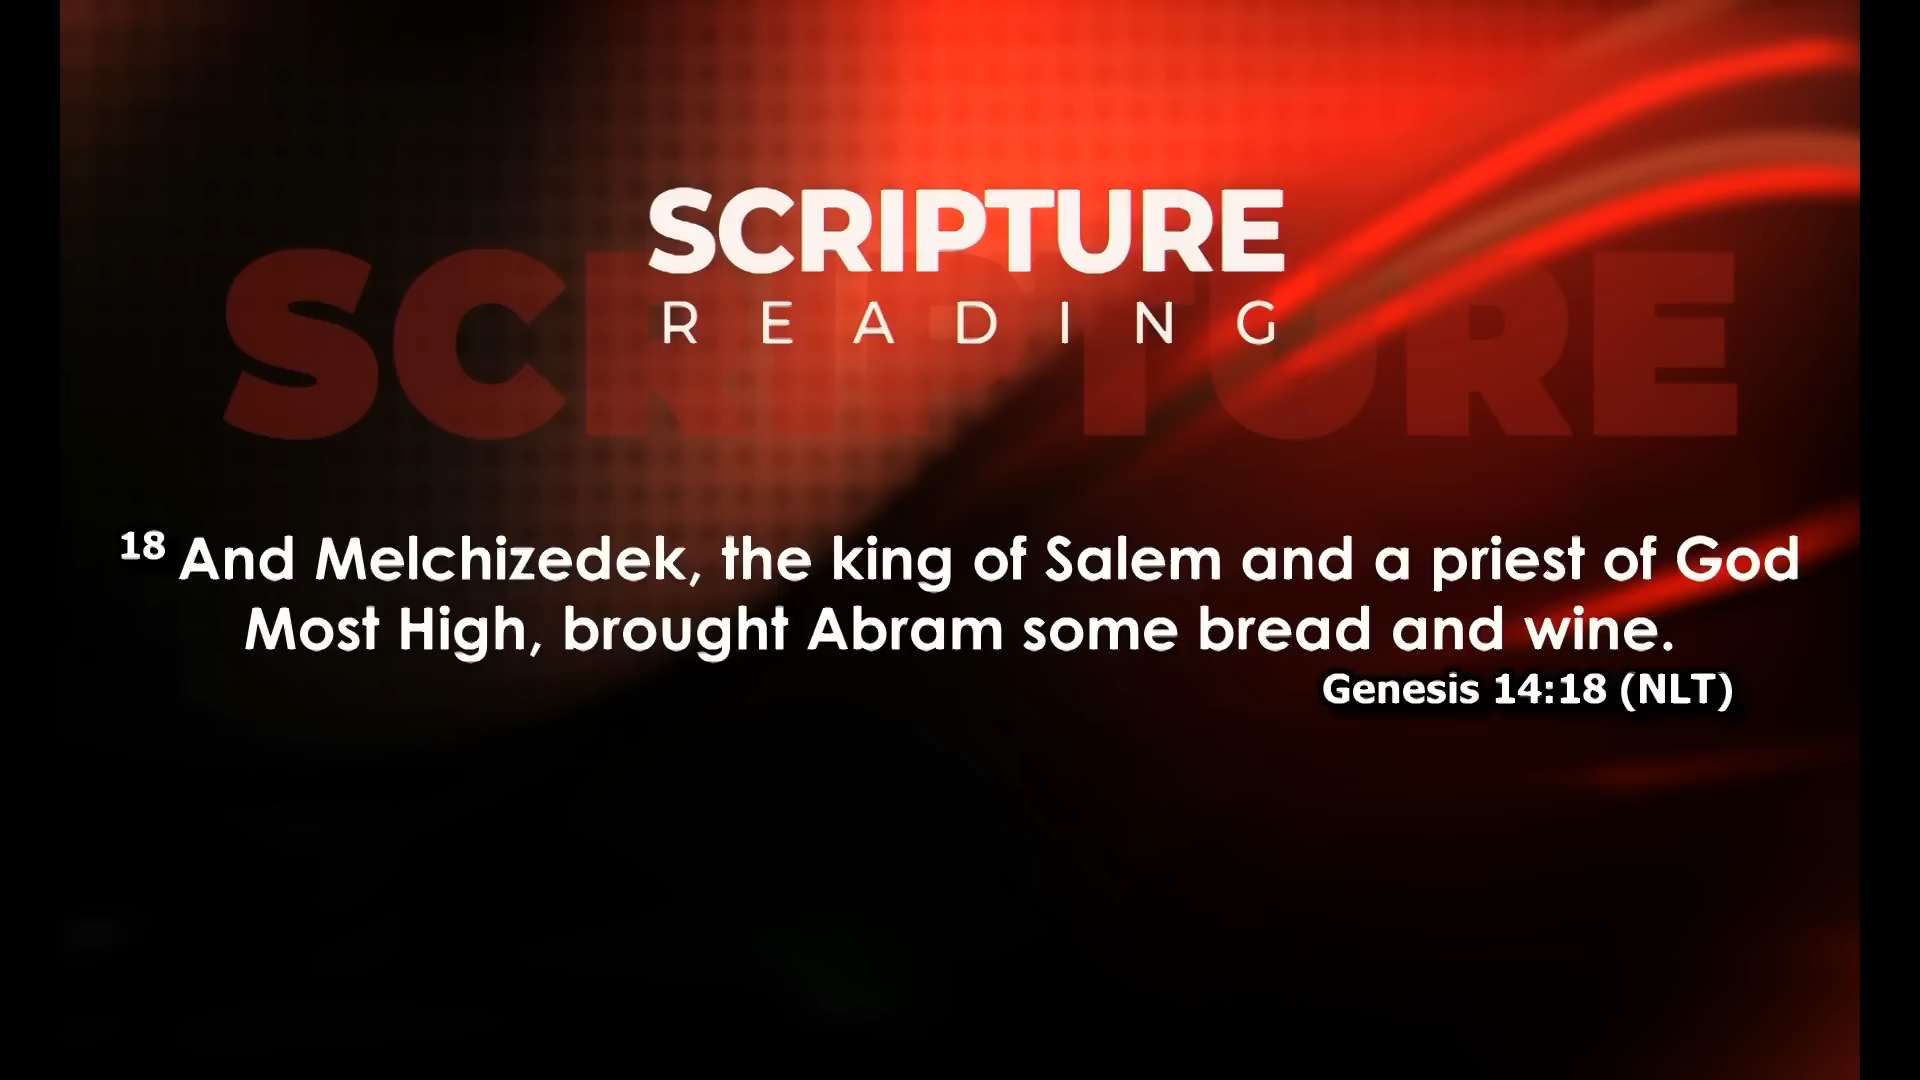 SCRIPTURE
READING
SCRIPTURE
18 And Melchizedek, the king of Salem and a priest of God
Most High, brought Abram some bread and wine.
Genesis 14:18 (NLT)